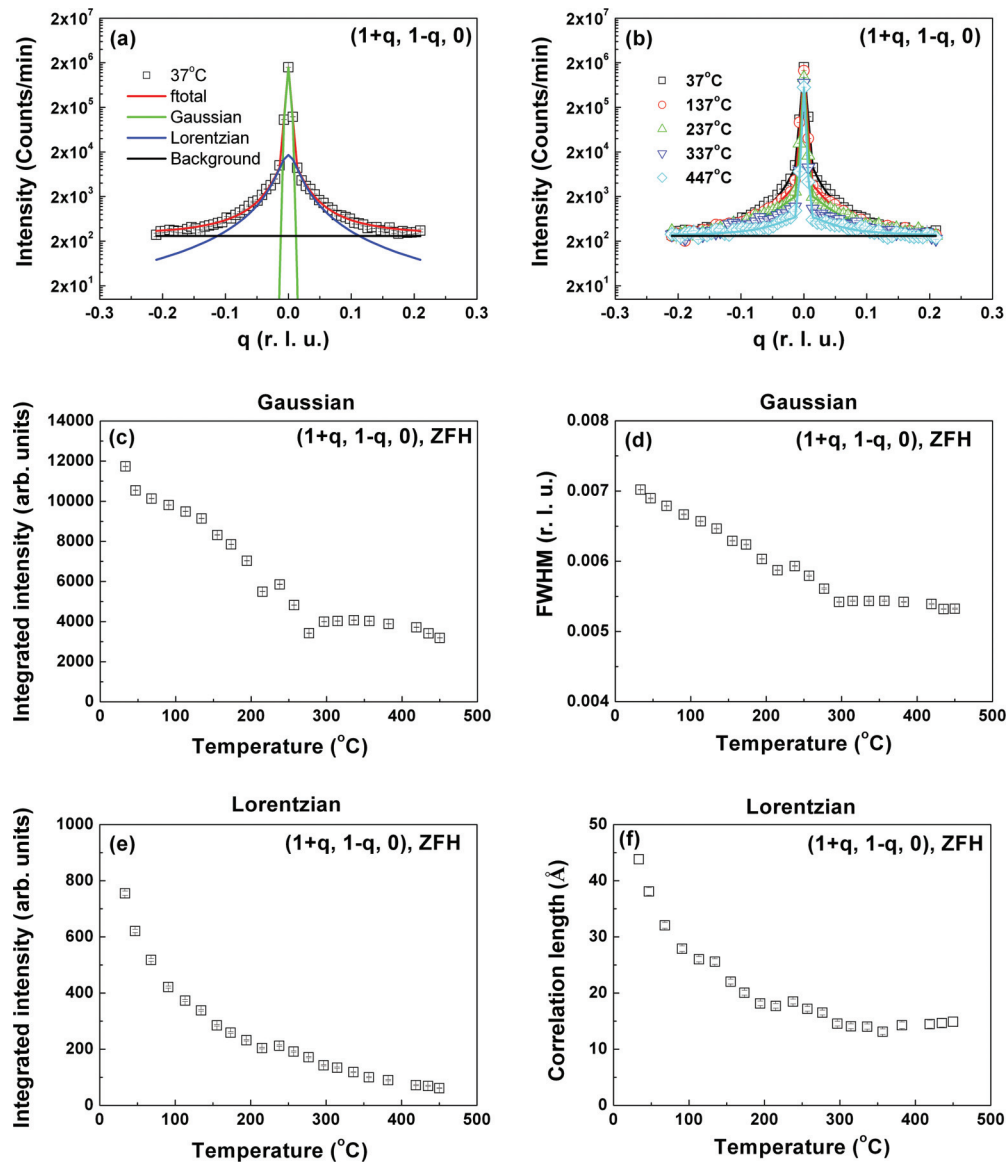 (a)
(1+q, 1-q, 0)
37°C
ftotal
Gaussian
Lorentzian
Background
2x10^7
2x10^6
2x10^5
2x10^4
2x10^3
2x10^2
2x10^1
Intensity (Counts/min)
-0.3 -0.2 -0.1 0.0 0.1 0.2 0.3
q (r. l. u.)
(b)
(1+q, 1-q, 0)
37°C
137°C
237°C
337°C
447°C
2x10^7
2x10^6
2x10^5
2x10^4
2x10^3
2x10^2
2x10^1
Intensity (Counts/min)
-0.3 -0.2 -0.1 0.0 0.1 0.2 0.3
q (r. l. u.)
Gaussian
(c)
(1+q, 1-q, 0), ZFH
14000
12000
10000
8000
6000
4000
2000
0
Integrated intensity (arb. units)
0 100 200 300 400 500
Temperature (°C)
Gaussian
(d)
(1+q, 1-q, 0), ZFH
0.008
0.007
0.006
0.005
0.004
FWHM (r. l. u.)
0 100 200 300 400 500
Temperature (°C)
Lorentzian
(e)
(1+q, 1-q, 0), ZFH
1000
800
600
400
200
0
Integrated intensity (arb. units)
0 100 200 300 400 500
Temperature (°C)
Lorentzian
(f)
(1+q, 1-q, 0), ZFH
50
40
30
20
10
0
Correlation length (Å)
0 100 200 300 400 500
Temperature (°C)